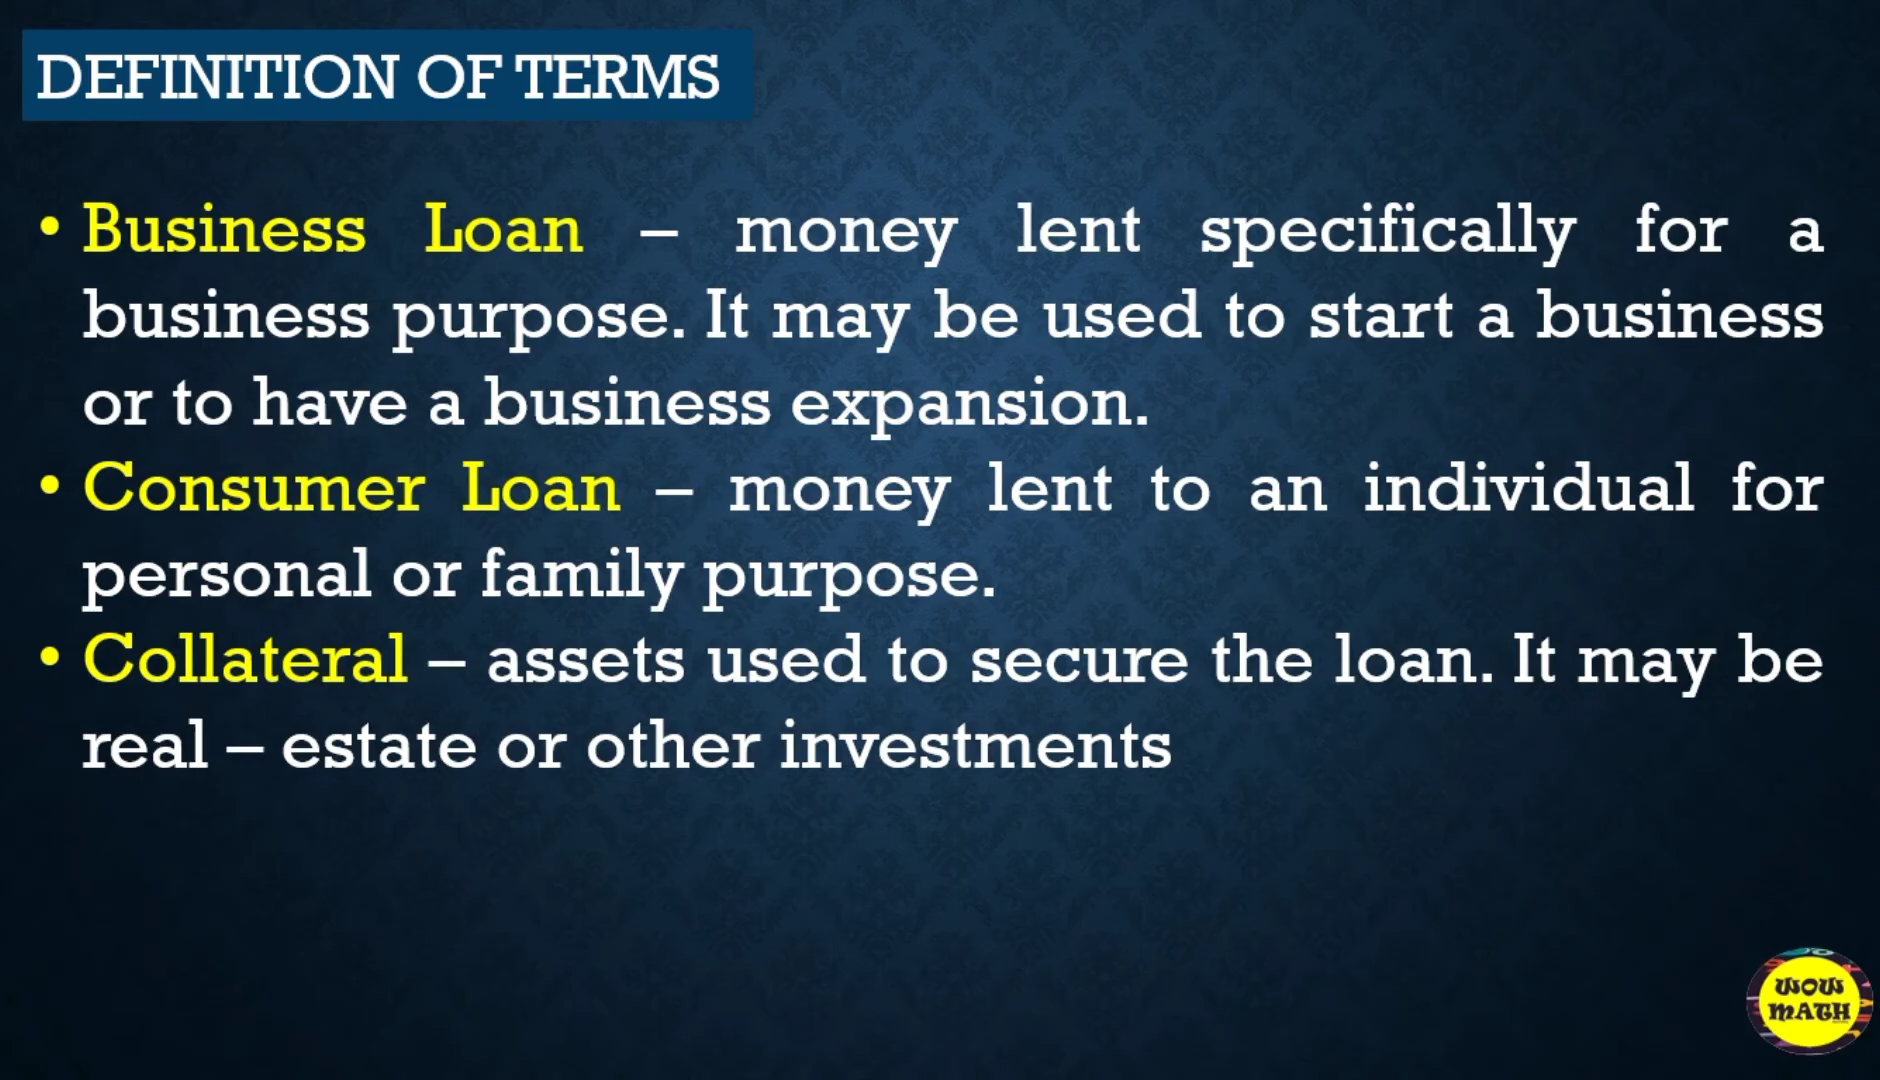 DEFINITION OF TERMS
• Business Loan – money lent specifically for a
business purpose. It may be used to start a business
or to have a business expansion.
• Consumer Loan – money lent to an individual for
personal or family purpose.
• Collateral – assets used to secure the loan. It may be
real – estate or other investments
WOW
MATH